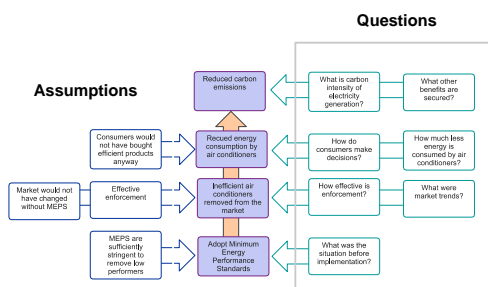 Questions
Assumptions
Reduced carbon
emissions
What is carbon
intensity of
electricity
generation?
What other
benefits are
secured?
Consumers would
not have bought
efficient products
anyway
Recued energy
consumption by
air conditioners
How do
consumers make
decisions?
How much less
energy is
consumed by air
conditioners?
Market would not
have changed
without MEPS
Effective
enforcement
Inefficient air
conditioners
removed from the
market
How effective is
enforcement?
What were
market trends?
MEPS are
sufficiently
stringent to
remove low
performers
Adopt Minimum
Energy
Performance
Standards
What was the
situation before
implementation?